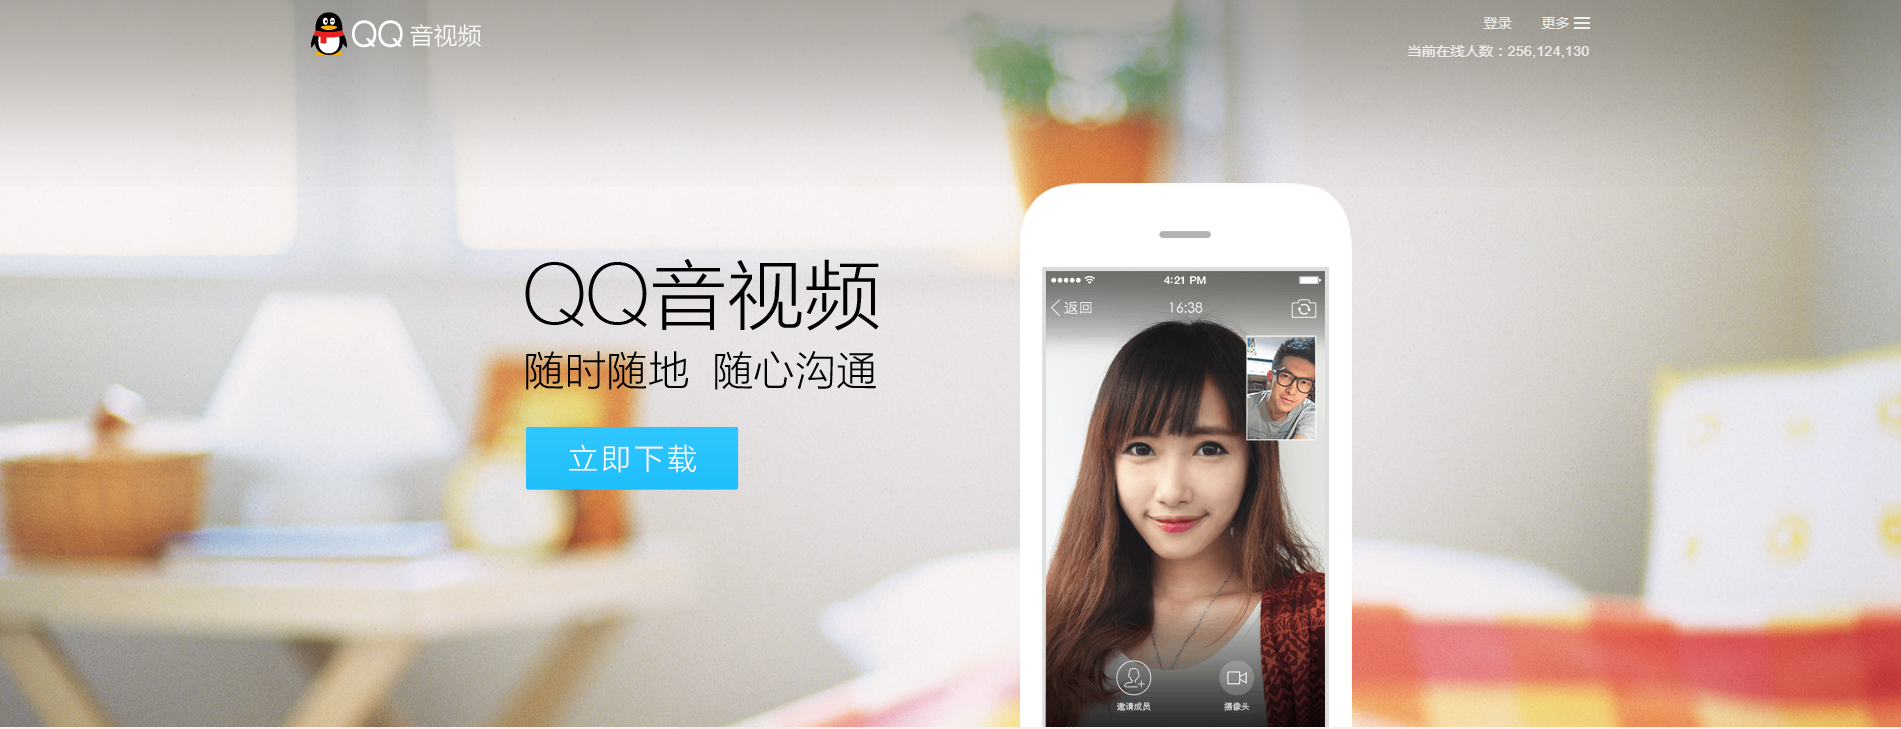 QQ 音视频
登录 更多
当前在线人数：256,124,130
QQ音视频
随时随地 随心沟通
立即下载
4:21 PM
返回 16:38
邀请成员 摄像头